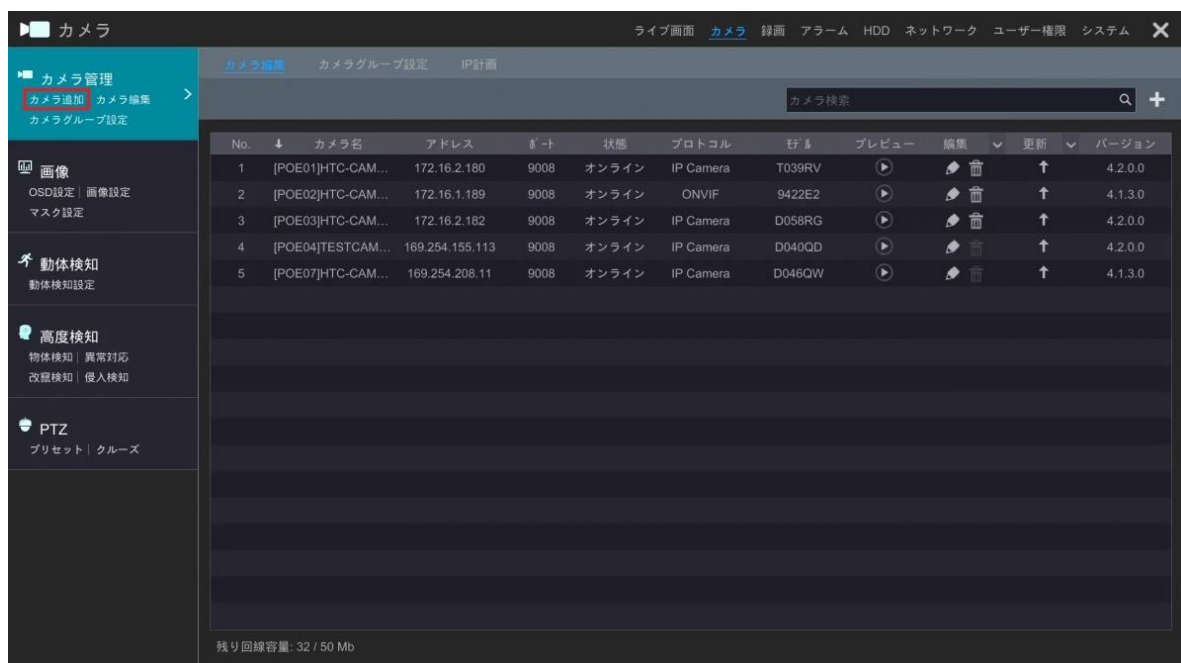 カメラ
ライブ画面 カメラ 録画 アラーム HDD ネットワーク ユーザー権限 システム
カメラ管理
カメラ追加 カメラ編集 >
カメラグループ設定
画像
OSD設定 | 画像設定
マスク設定
動体検知
動体検知設定
高度検知
物体検知 | 異常対応
改竄検知 | 侵入検知
PTZ
プリセット | クルーズ
カメラ編集 カメラグループ設定 IP計画
カメラ検索
No. カメラ名 アドレス ポート 状態 プロトコル モデル プレビュー 編集 更新 バージョン
1 [POE01]HTC-CAM... 172.16.2.180 9008 オンライン IP Camera T039RV 4.2.0.0
2 [POE02]HTC-CAM... 172.16.1.189 9008 オンライン ONVIF 9422E2 4.1.3.0
3 [POE03]HTC-CAM... 172.16.2.182 9008 オンライン IP Camera D058RG 4.2.0.0
4 [POE04]TESTCAM... 169.254.155.113 9008 オンライン IP Camera D040QD 4.2.0.0
5 [POE07]HTC-CAM... 169.254.208.11 9008 オンライン IP Camera D046QW 4.1.3.0
残り回線容量: 32 / 50 Mb